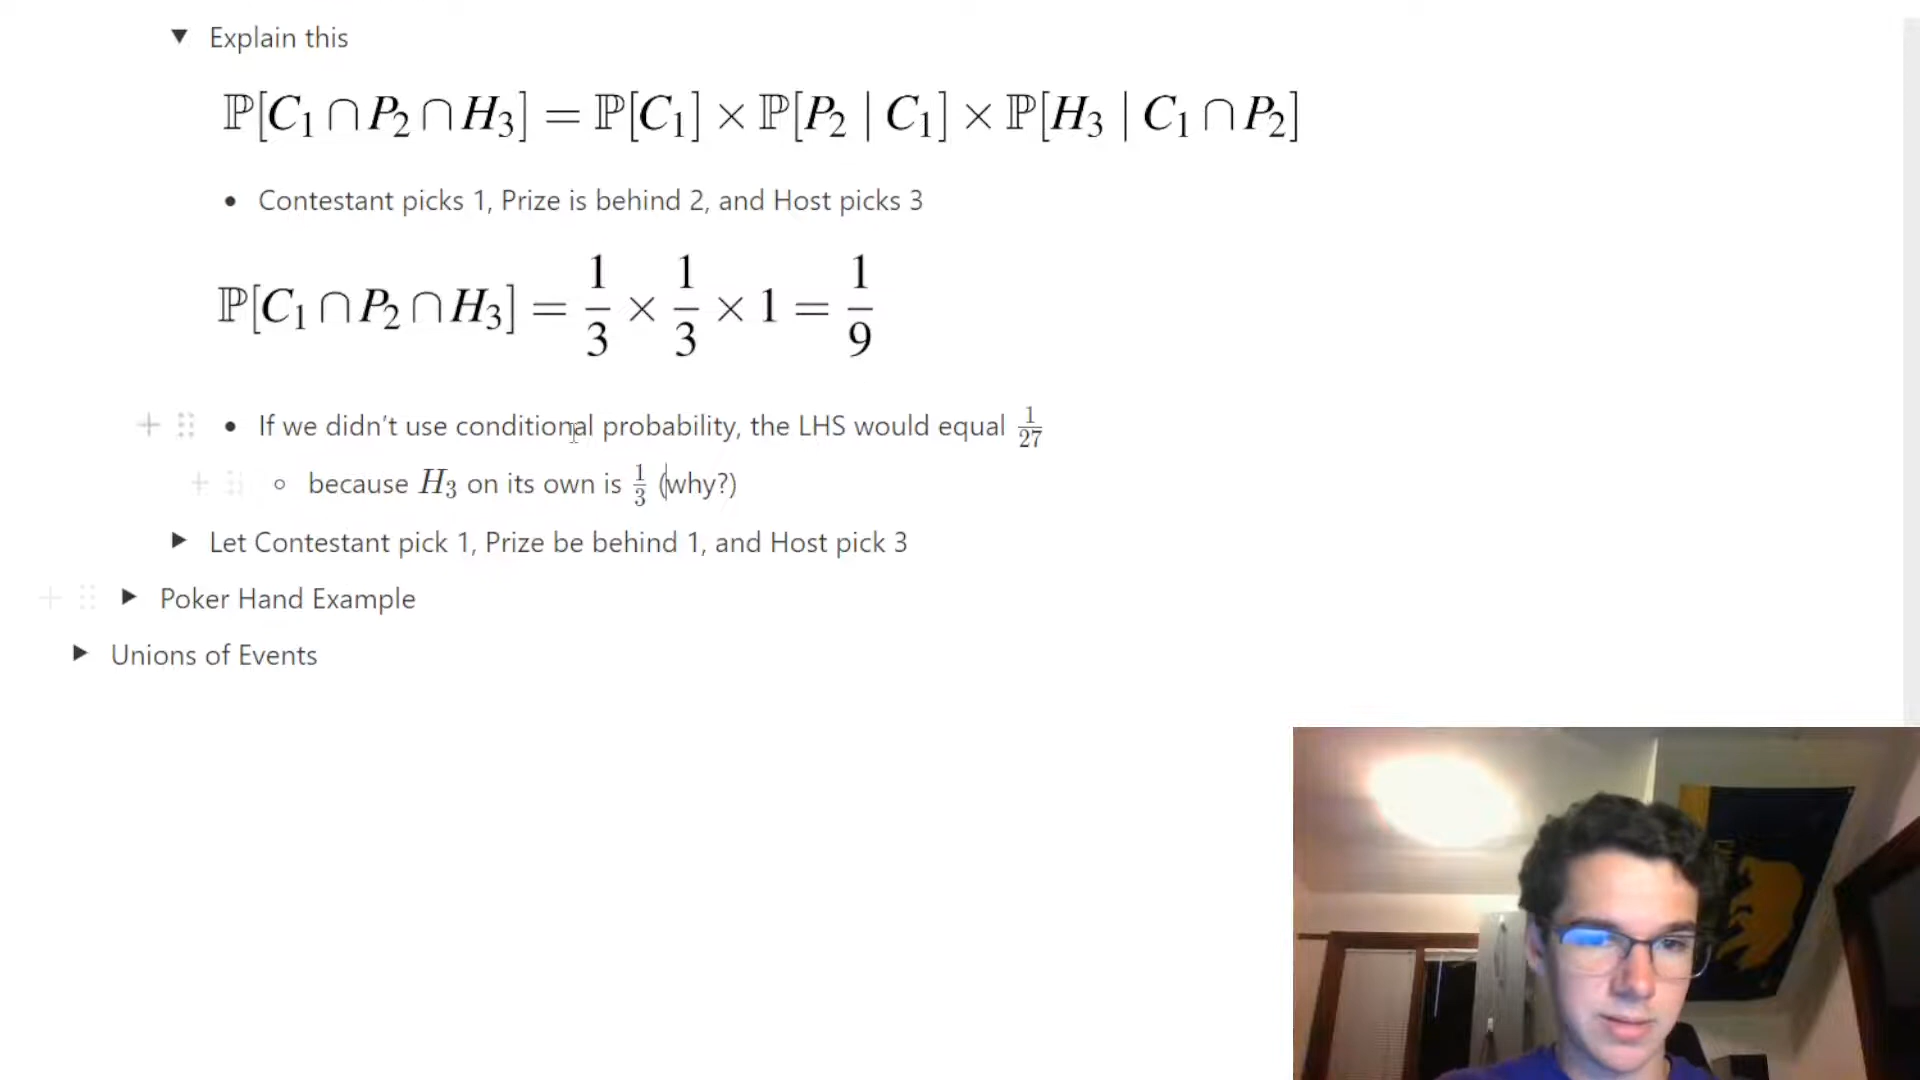 Explain this
ℙ[C₁ ∩ P₂ ∩ H₃] = ℙ[C₁] × ℙ[P₂ | C₁] × ℙ[H₃ | C₁ ∩ P₂]
• Contestant picks 1, Prize is behind 2, and Host picks 3
ℙ[C₁ ∩ P₂ ∩ H₃] = 1/3 × 1/3 × 1 = 1/9
• If we didn't use conditional probability, the LHS would equal 1/27
◦ because H₃ on its own is 1/3 (why?)
Let Contestant pick 1, Prize be behind 1, and Host pick 3
Poker Hand Example
Unions of Events